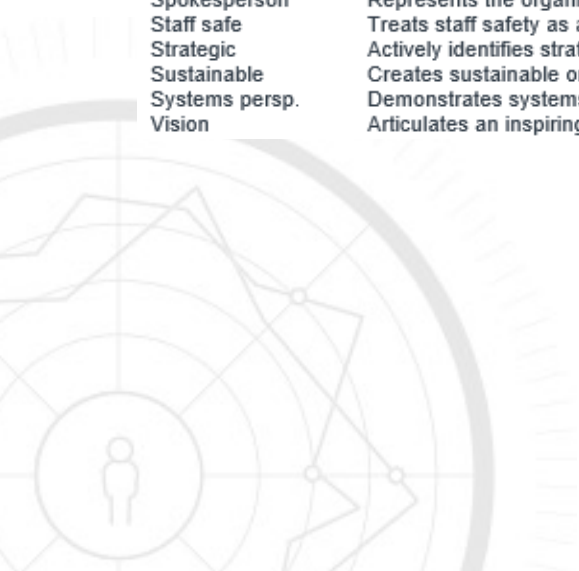 Spokesperson Represents the
Staff safe Treats staff safety as
Strategic Actively identifies
Sustainable Creates sustainable
Systems persp. Demonstrates
Vision Articulates an